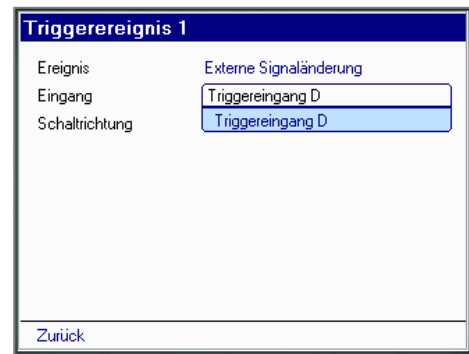 Triggerereignis 1
Ereignis Externe Signaländerung
Eingang Triggereingang D
Schaltrichtung Triggereingang D
Zurück